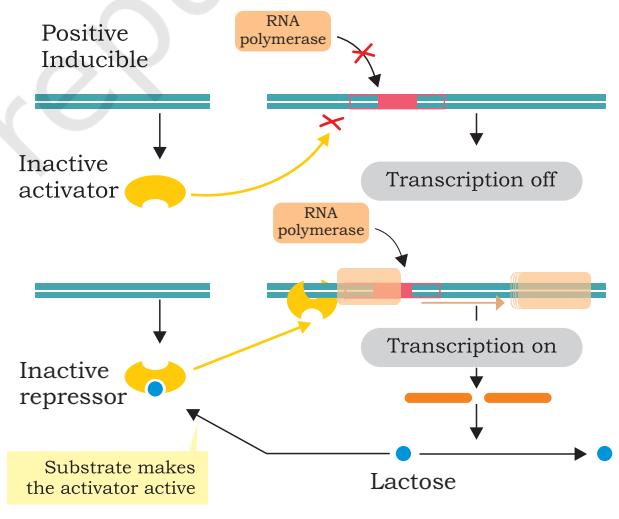 Positive
Inducible
RNA
polymerase
Inactive
activator
Transcription off
RNA
polymerase
Inactive
repressor
Transcription on
Substrate makes
the activator active
Lactose